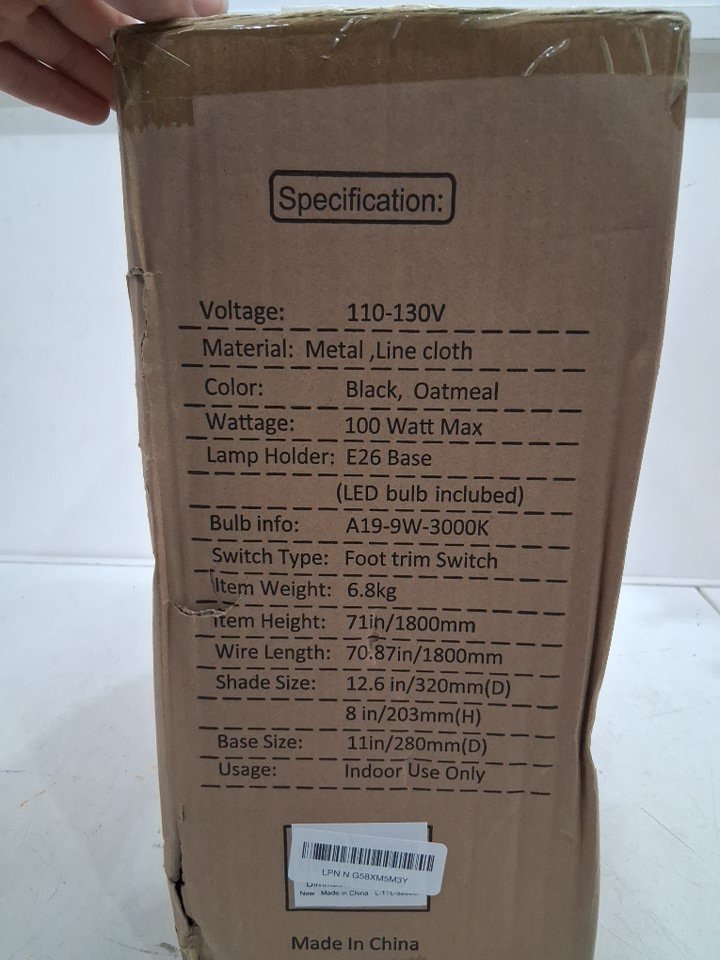 Specification:
Voltage: 110-130V
Material: Metal ,Line cloth
Color: Black, Oatmeal
Wattage: 100 Watt Max
Lamp Holder: E26 Base
(LED bulb inclubed)
Bulb info: A19-9W-3000K
Switch Type: Foot trim Switch
Item Weight: 6.8kg
Item Height: 71in/1800mm
Wire Length: 70.87in/1800mm
Shade Size: 12.6 in/320mm(D)
8 in/203mm(H)
Base Size: 11in/280mm(D)
Usage: Indoor Use Only
LPN N G58XM5M3Y
New Made in China
Made In China